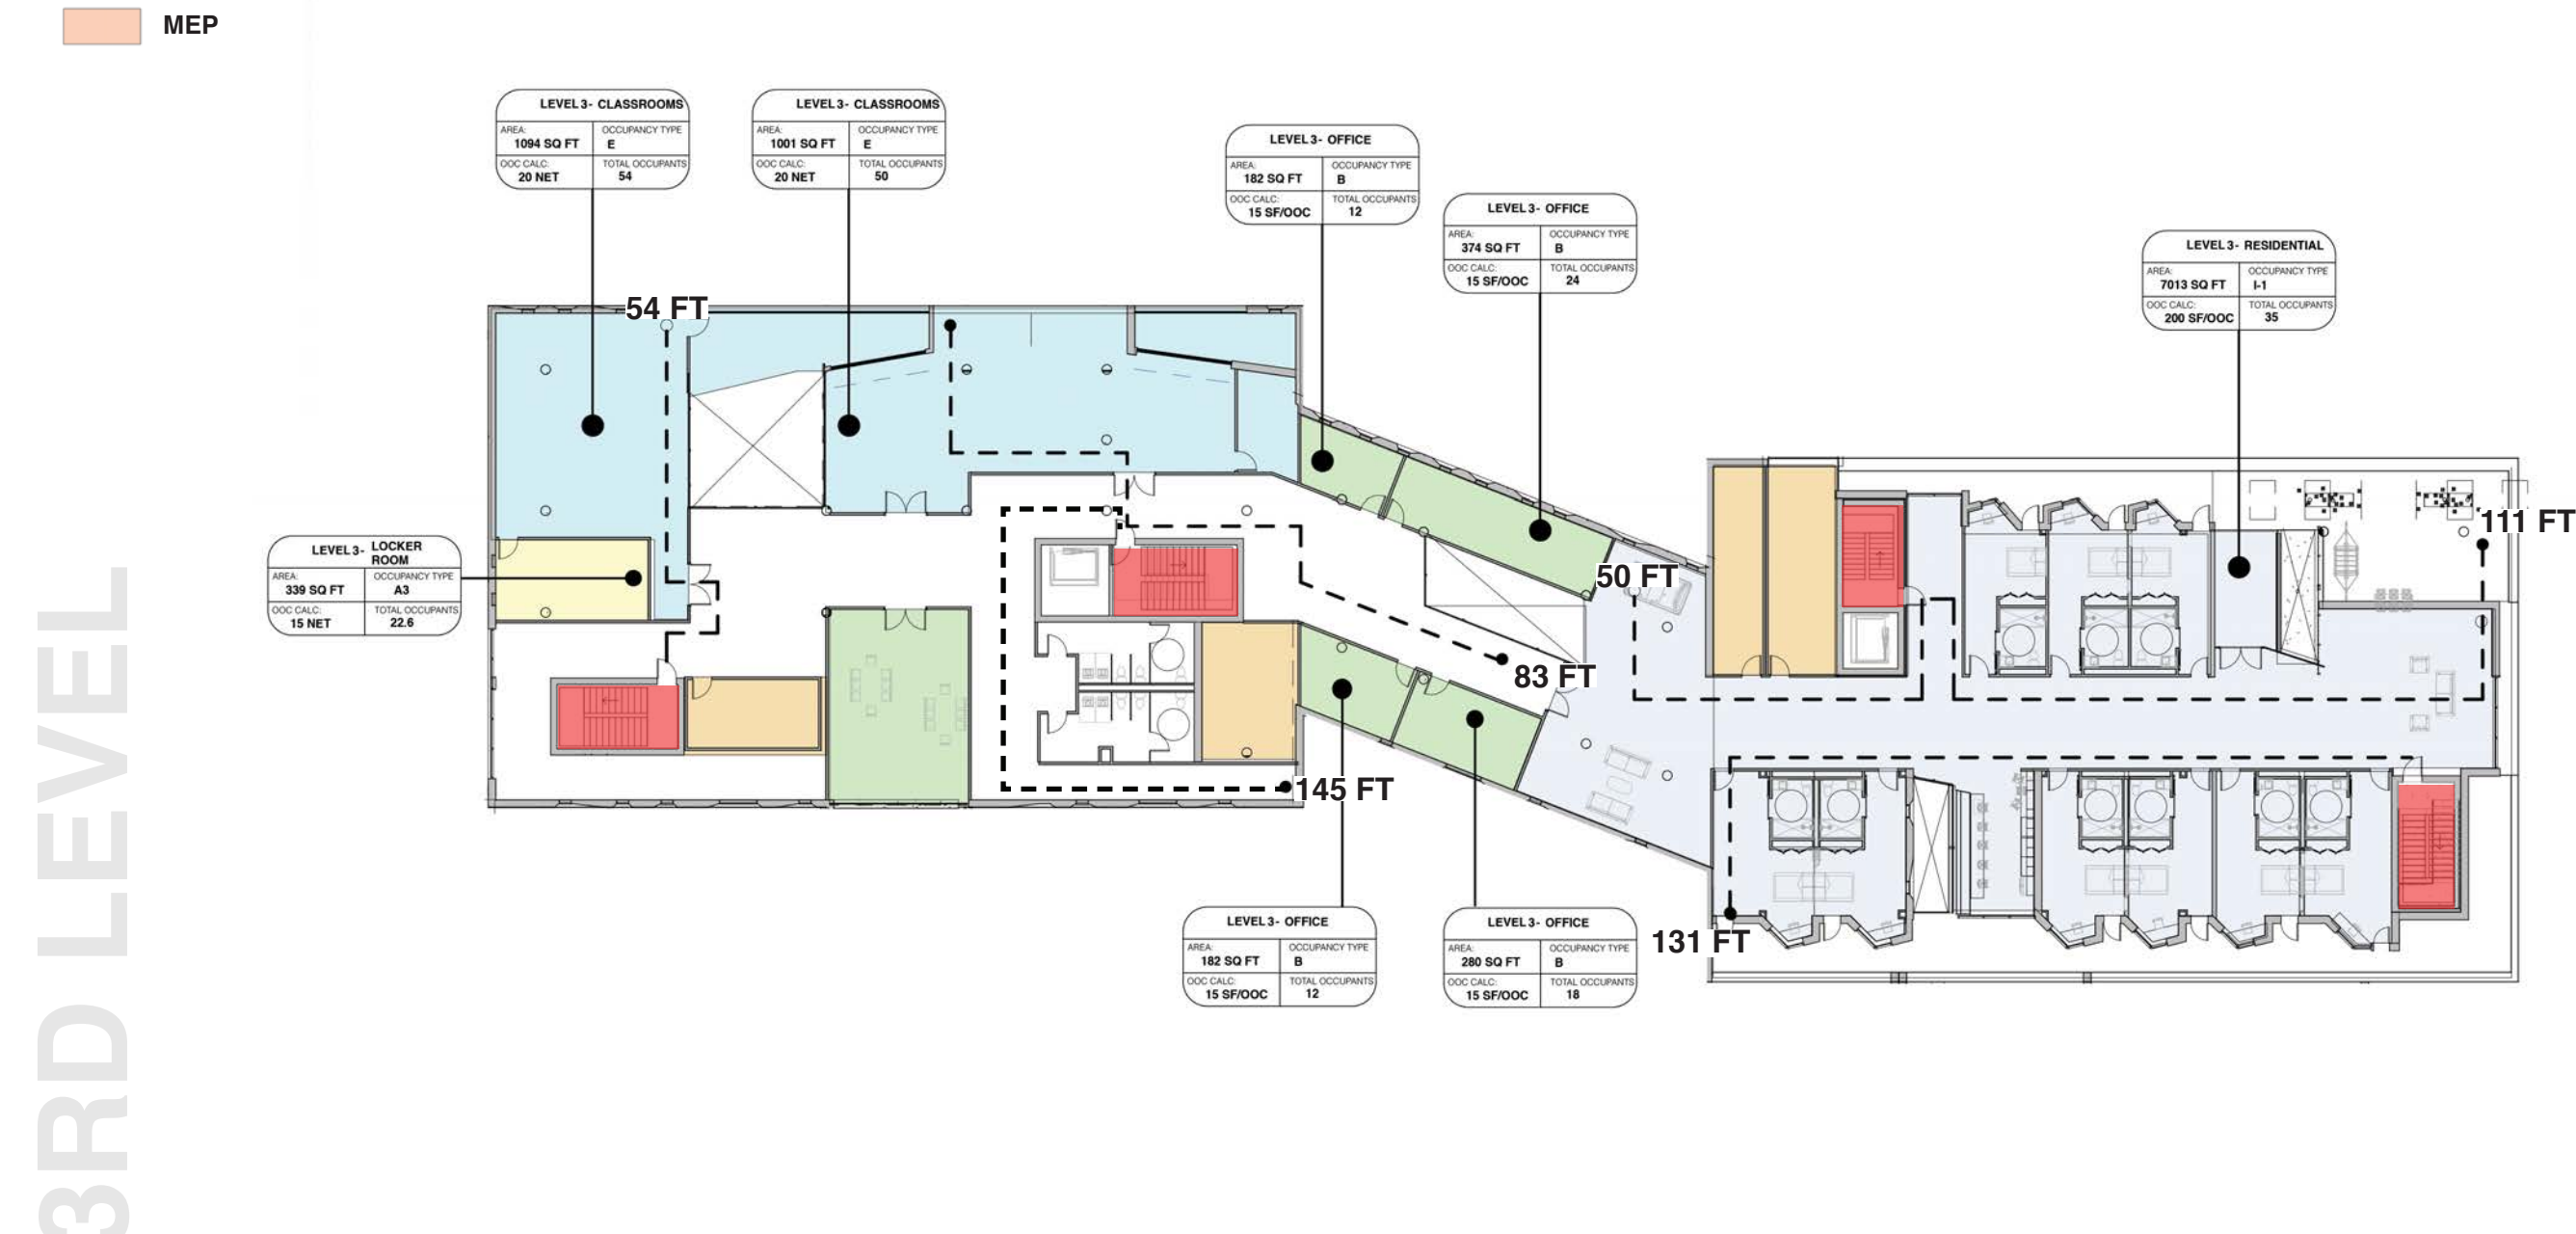 MEP
LEVEL 3- CLASSROOMS
AREA:
1094 SQ FT
OCCUPANCY TYPE
E
OOC CALC:
20 NET
TOTAL OCCUPANTS
54
LEVEL 3- CLASSROOMS
AREA:
1001 SQ FT
OCCUPANCY TYPE
E
OOC CALC:
20 NET
TOTAL OCCUPANTS
50
LEVEL 3- OFFICE
AREA:
182 SQ FT
OCCUPANCY TYPE
B
OOC CALC:
15 SF/OOC
TOTAL OCCUPANTS
12
LEVEL 3- OFFICE
AREA:
374 SQ FT
OCCUPANCY TYPE
B
OOC CALC:
15 SF/OOC
TOTAL OCCUPANTS
24
LEVEL 3- RESIDENTIAL
AREA:
7013 SQ FT
OCCUPANCY TYPE
I-1
OOC CALC:
200 SF/OOC
TOTAL OCCUPANTS
35
54 FT
111 FT
LEVEL 3- LOCKER
ROOM
AREA:
339 SQ FT
OCCUPANCY TYPE
A3
OOC CALC:
15 NET
TOTAL OCCUPANTS
22.6
50 FT
83 FT
145 FT
131 FT
LEVEL 3- OFFICE
AREA:
182 SQ FT
OCCUPANCY TYPE
B
OOC CALC:
15 SF/OOC
TOTAL OCCUPANTS
12
LEVEL 3- OFFICE
AREA:
280 SQ FT
OCCUPANCY TYPE
B
OOC CALC:
15 SF/OOC
TOTAL OCCUPANTS
18
3RD LEVEL